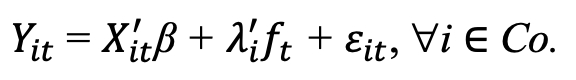 Y_{it} = X'_{it}β + λ'_i f_t + ε_{it}, ∀i ∈ Co.